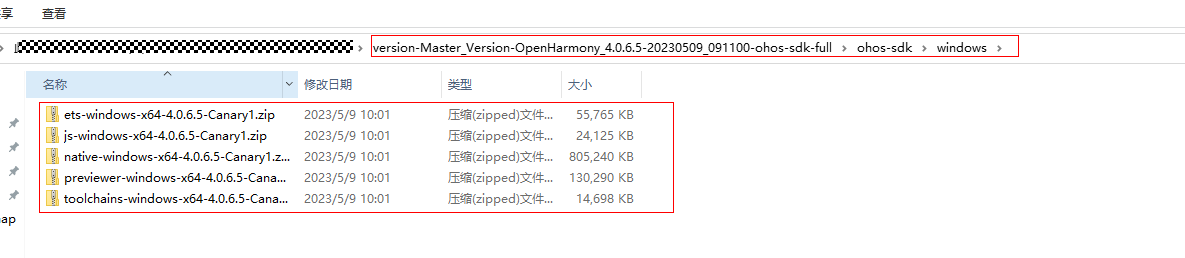 享 查看
version-Master_Version-OpenHarmony_4.0.6.5-20230509_091100-ohos-sdk-full > ohos-sdk > windows >
名称 修改日期 类型 大小
ets-windows-x64-4.0.6.5-Canary1.zip 2023/5/9 10:01 压缩(zipped)文件... 55,765 KB
js-windows-x64-4.0.6.5-Canary1.zip 2023/5/9 10:01 压缩(zipped)文件... 24,125 KB
native-windows-x64-4.0.6.5-Canary1.z... 2023/5/9 10:01 压缩(zipped)文件... 805,240 KB
previewer-windows-x64-4.0.6.5-Cana... 2023/5/9 10:01 压缩(zipped)文件... 130,290 KB
toolchains-windows-x64-4.0.6.5-Cana... 2023/5/9 10:01 压缩(zipped)文件... 14,698 KB
ap